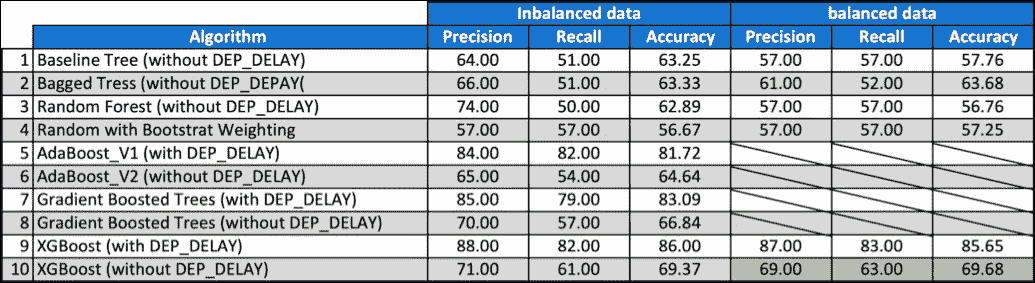 Inbalanced data balanced data
Algorithm Precision Recall Accuracy Precision Recall Accuracy
1 Baseline Tree (without DEP_DELAY) 64.00 51.00 63.25 57.00 57.00 57.76
2 Bagged Tress (without DEP_DEPAY( 66.00 51.00 63.33 61.00 52.00 63.68
3 Random Forest (without DEP_DELAY) 74.00 50.00 62.89 57.00 57.00 56.76
4 Random with Bootstrat Weighting 57.00 57.00 56.67 57.00 57.00 57.25
5 AdaBoost_V1 (with DEP_DELAY) 84.00 82.00 81.72
6 AdaBoost_V2 (without DEP_DELAY) 65.00 54.00 64.64
7 Gradient Boosted Trees (with DEP_DELAY) 85.00 79.00 83.09
8 Gradient Boosted Trees (without DEP_DELAY) 70.00 57.00 66.84
9 XGBoost (with DEP_DELAY) 88.00 82.00 86.00 87.00 83.00 85.65
10 XGBoost (without DEP_DELAY) 71.00 61.00 69.37 69.00 63.00 69.68